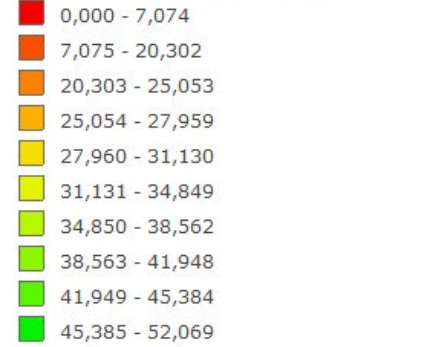 0,000 - 7,074
7,075 - 20,302
20,303 - 25,053
25,054 - 27,959
27,960 - 31,130
31,131 - 34,849
34,850 - 38,562
38,563 - 41,948
41,949 - 45,384
45,385 - 52,069